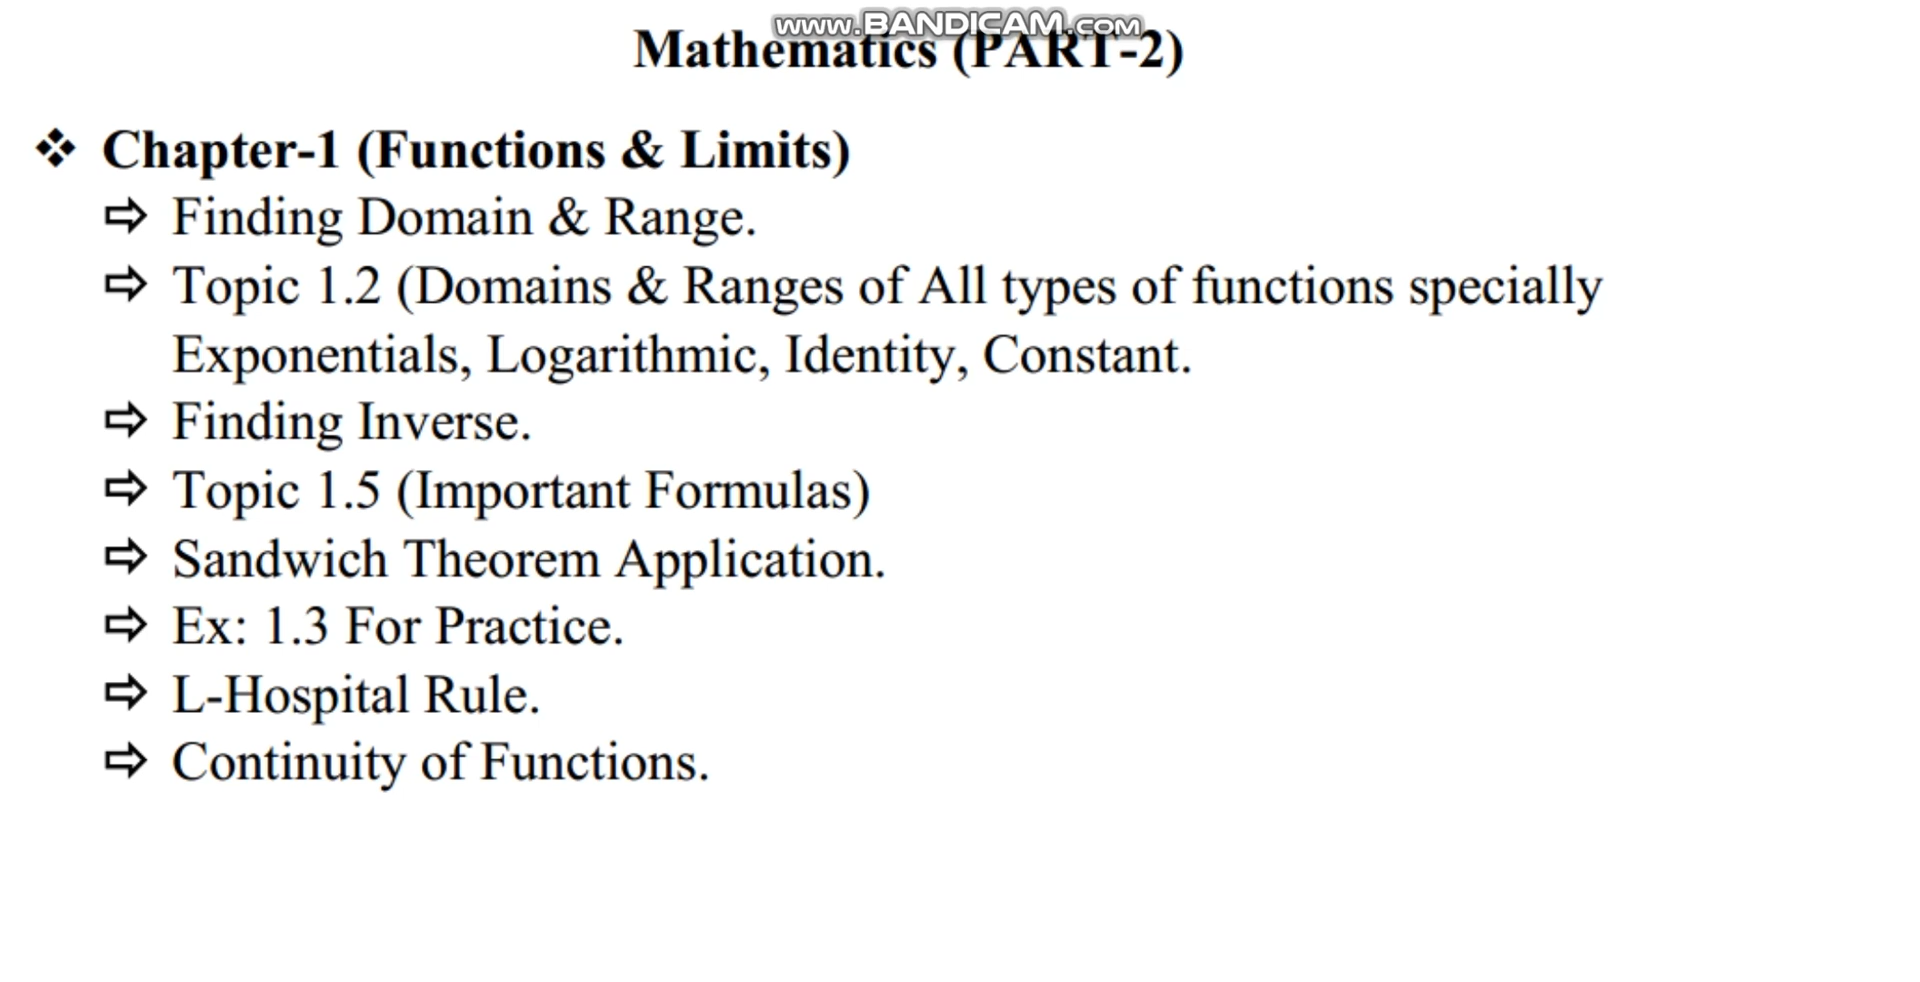 www.BANDICAM.com
Mathematics (PART-2)
❖ Chapter-1 (Functions & Limits)
⇨ Finding Domain & Range.
⇨ Topic 1.2 (Domains & Ranges of All types of functions specially
Exponentials, Logarithmic, Identity, Constant.
⇨ Finding Inverse.
⇨ Topic 1.5 (Important Formulas)
⇨ Sandwich Theorem Application.
⇨ Ex: 1.3 For Practice.
⇨ L-Hospital Rule.
⇨ Continuity of Functions.